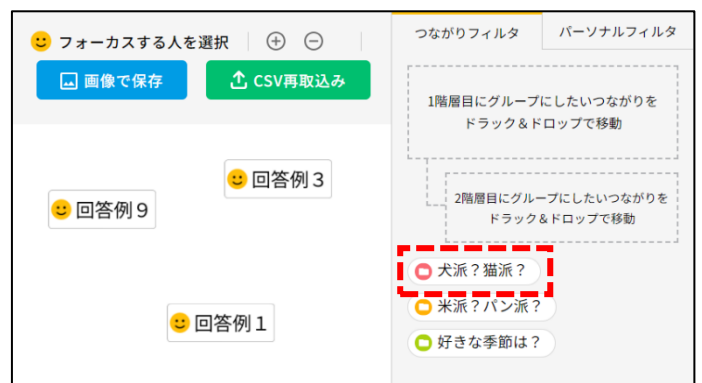 フォーカスする人を選択
画像で保存
CSV再取込み
回答例３
回答例９
回答例１
つながりフィルタ
パーソナルフィルタ
1階層目にグループにしたいつながりを
ドラック＆ドロップで移動
2階層目にグループにしたいつながりを
ドラック＆ドロップで移動
犬派？猫派？
米派？パン派？
好きな季節は？